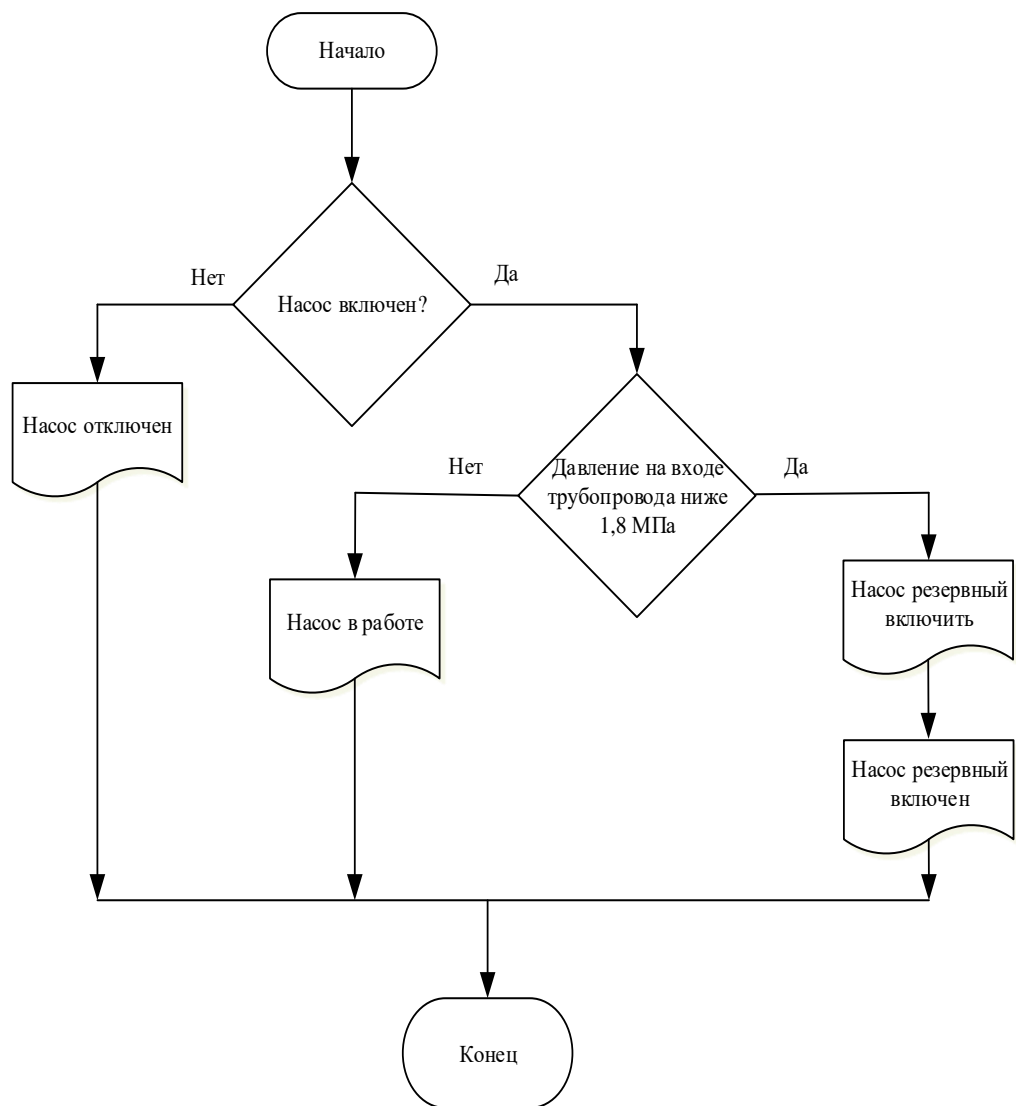 Начало
Нет
Да
Насос включен?
Насос отключен
Нет
Давление на входе
трубопровода ниже
1,8 МПа
Да
Насос в работе
Насос резервный
включить
Насос резервный
включен
Конец